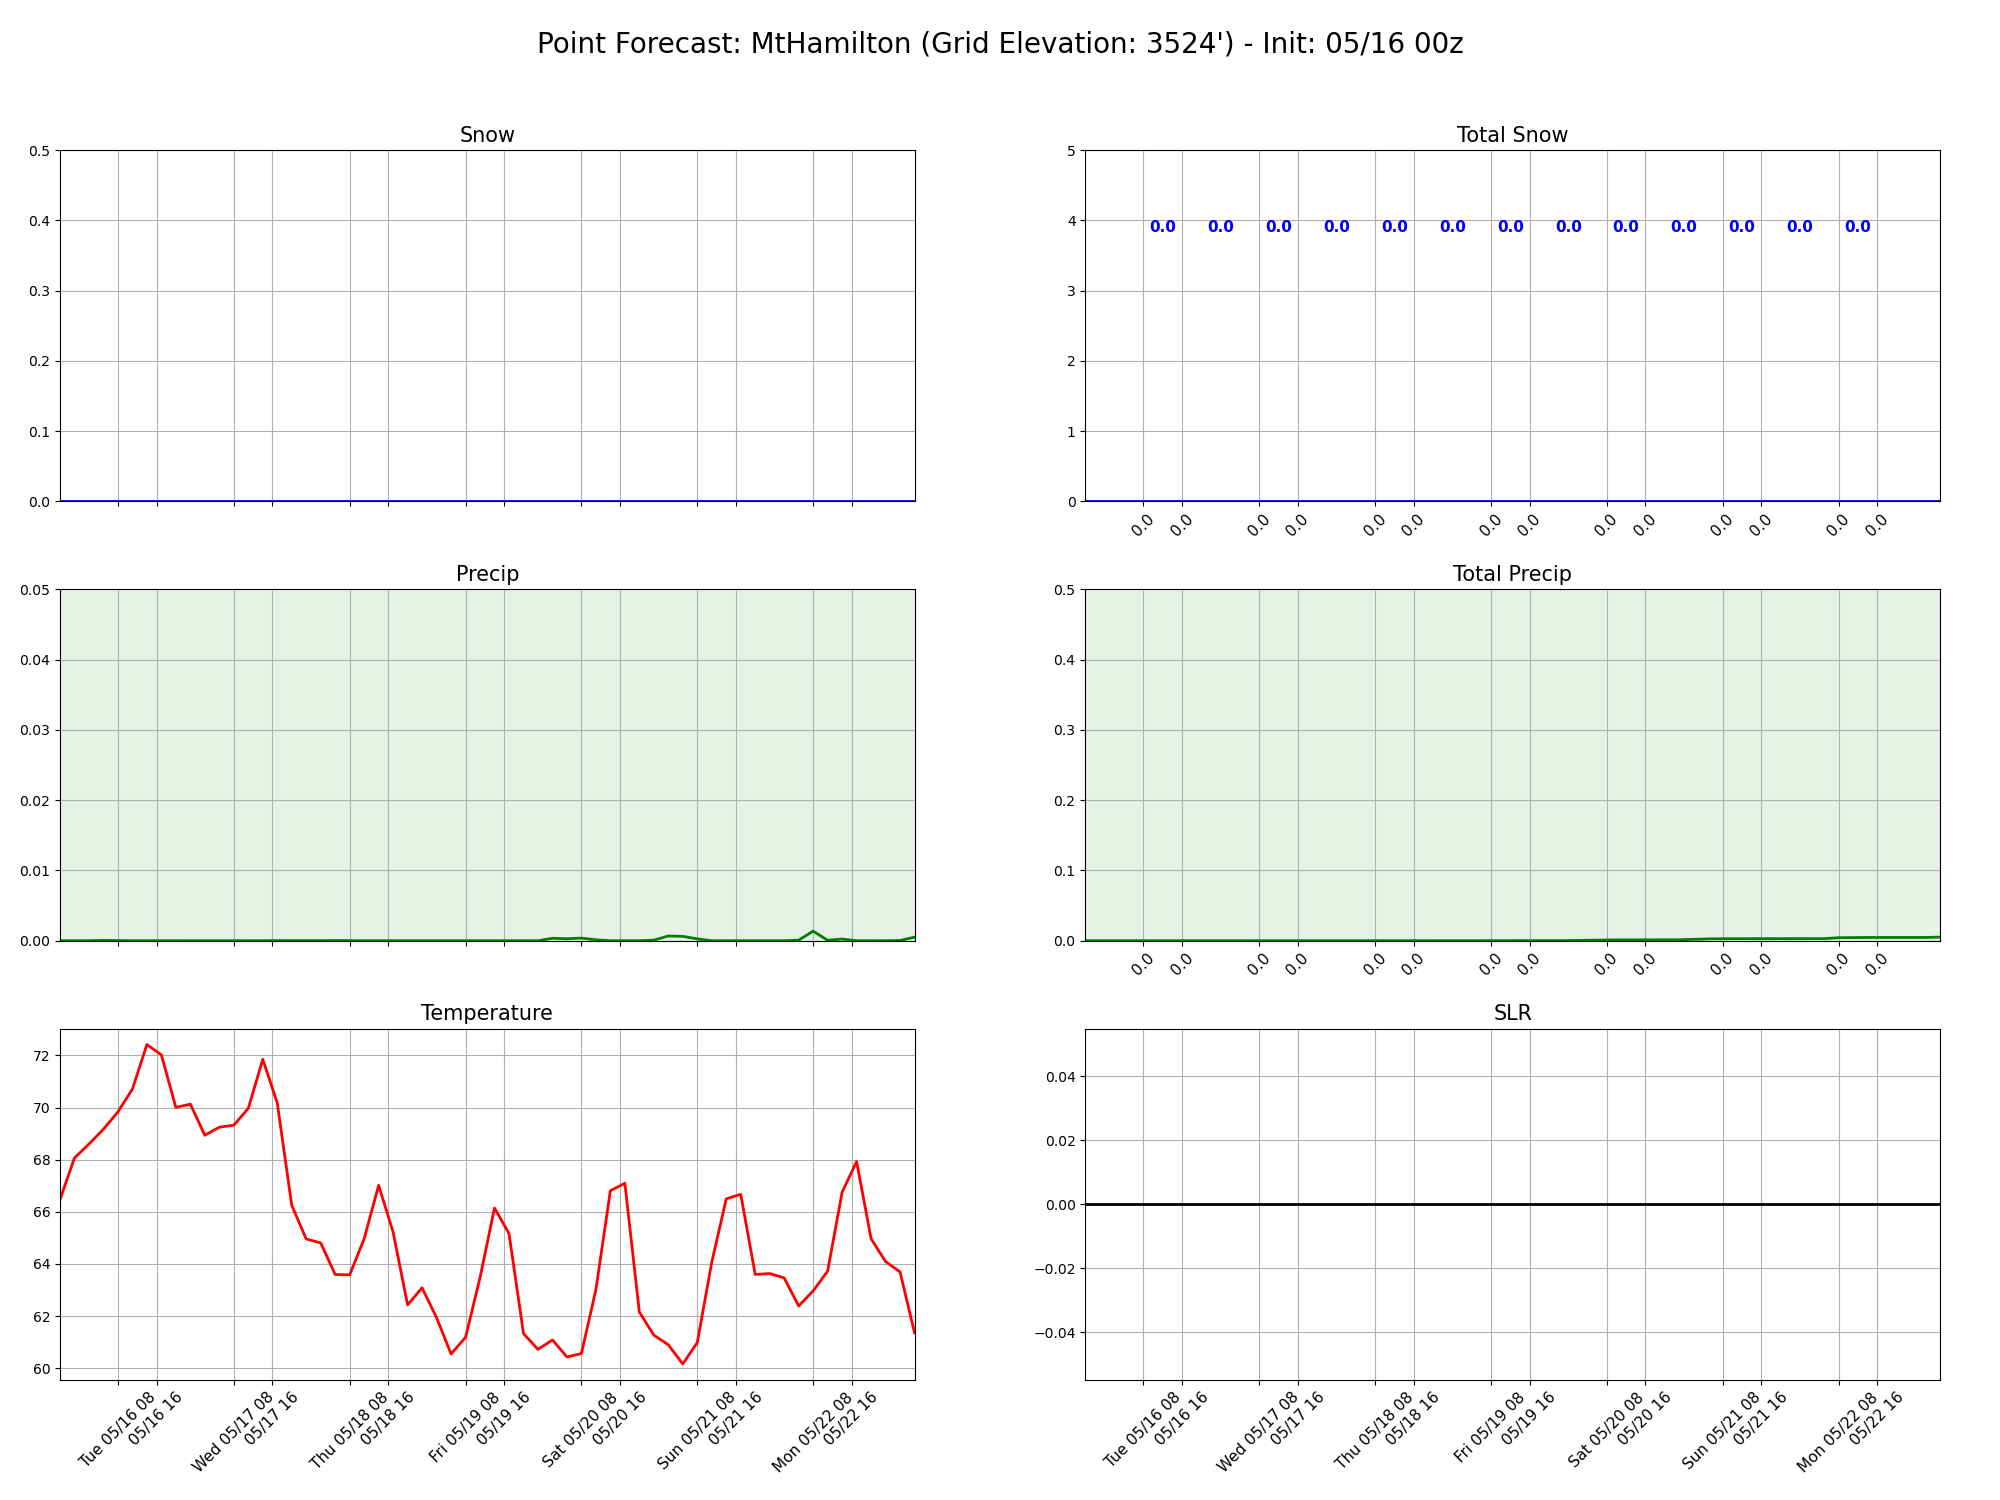 Point Forecast: MtHamilton (Grid Elevation: 3524') - Init: 05/16 00z
Snow
0.5
0.4
0.3
0.2
0.1
0.0
Total Snow
5
4
3
2
1
0
0.0 0.0 0.0 0.0 0.0 0.0 0.0 0.0 0.0 0.0 0.0 0.0 0.0
0.0 0.0 0.0 0.0 0.0 0.0 0.0 0.0 0.0 0.0 0.0 0.0 0.0 0.0
Precip
0.05
0.04
0.03
0.02
0.01
0.00
Total Precip
0.5
0.4
0.3
0.2
0.1
0.0
0.0 0.0 0.0 0.0 0.0 0.0 0.0 0.0 0.0 0.0 0.0 0.0 0.0 0.0
Temperature
72
70
68
66
64
62
60
Tue 05/16 08
05/16 16
Wed 05/17 08
05/17 16
Thu 05/18 08
05/18 16
Fri 05/19 08
05/19 16
Sat 05/20 08
05/20 16
Sun 05/21 08
05/21 16
Mon 05/22 08
05/22 16
SLR
0.04
0.02
0.00
−0.02
−0.04
Tue 05/16 08
05/16 16
Wed 05/17 08
05/17 16
Thu 05/18 08
05/18 16
Fri 05/19 08
05/19 16
Sat 05/20 08
05/20 16
Sun 05/21 08
05/21 16
Mon 05/22 08
05/22 16